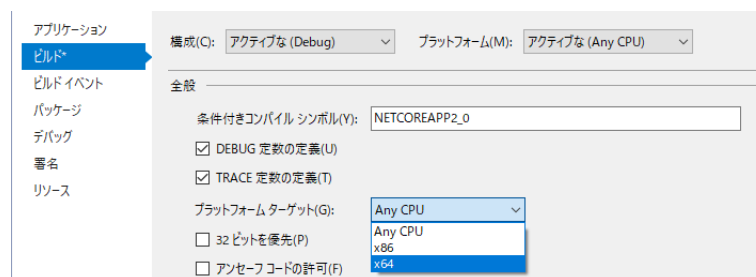 アプリケーション
ビルド*
ビルド イベント
パッケージ
デバッグ
署名
リソース
構成(C): アクティブな (Debug) プラットフォーム(M): アクティブな (Any CPU)
全般
条件付きコンパイル シンボル(Y): NETCOREAPP2_0
DEBUG 定数の定義(U)
TRACE 定数の定義(T)
プラットフォーム ターゲット(G): Any CPU
Any CPU
x86
x64
32 ビットを優先(P)
アンセーフ コードの許可(F)